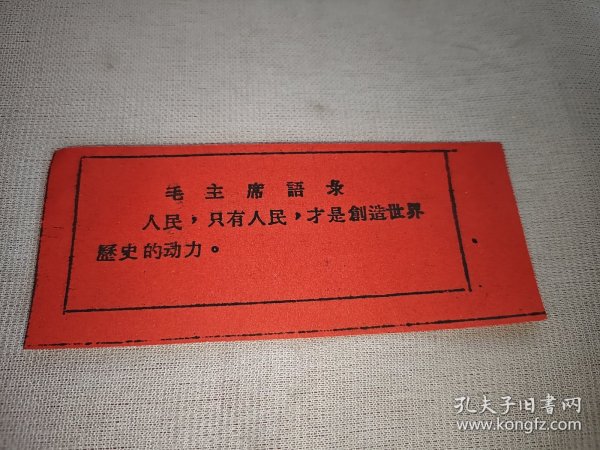 毛主席語录
人民，只有人民，才是創造世界
歷史的动力。
孔夫子旧书网
www.kongfz.com